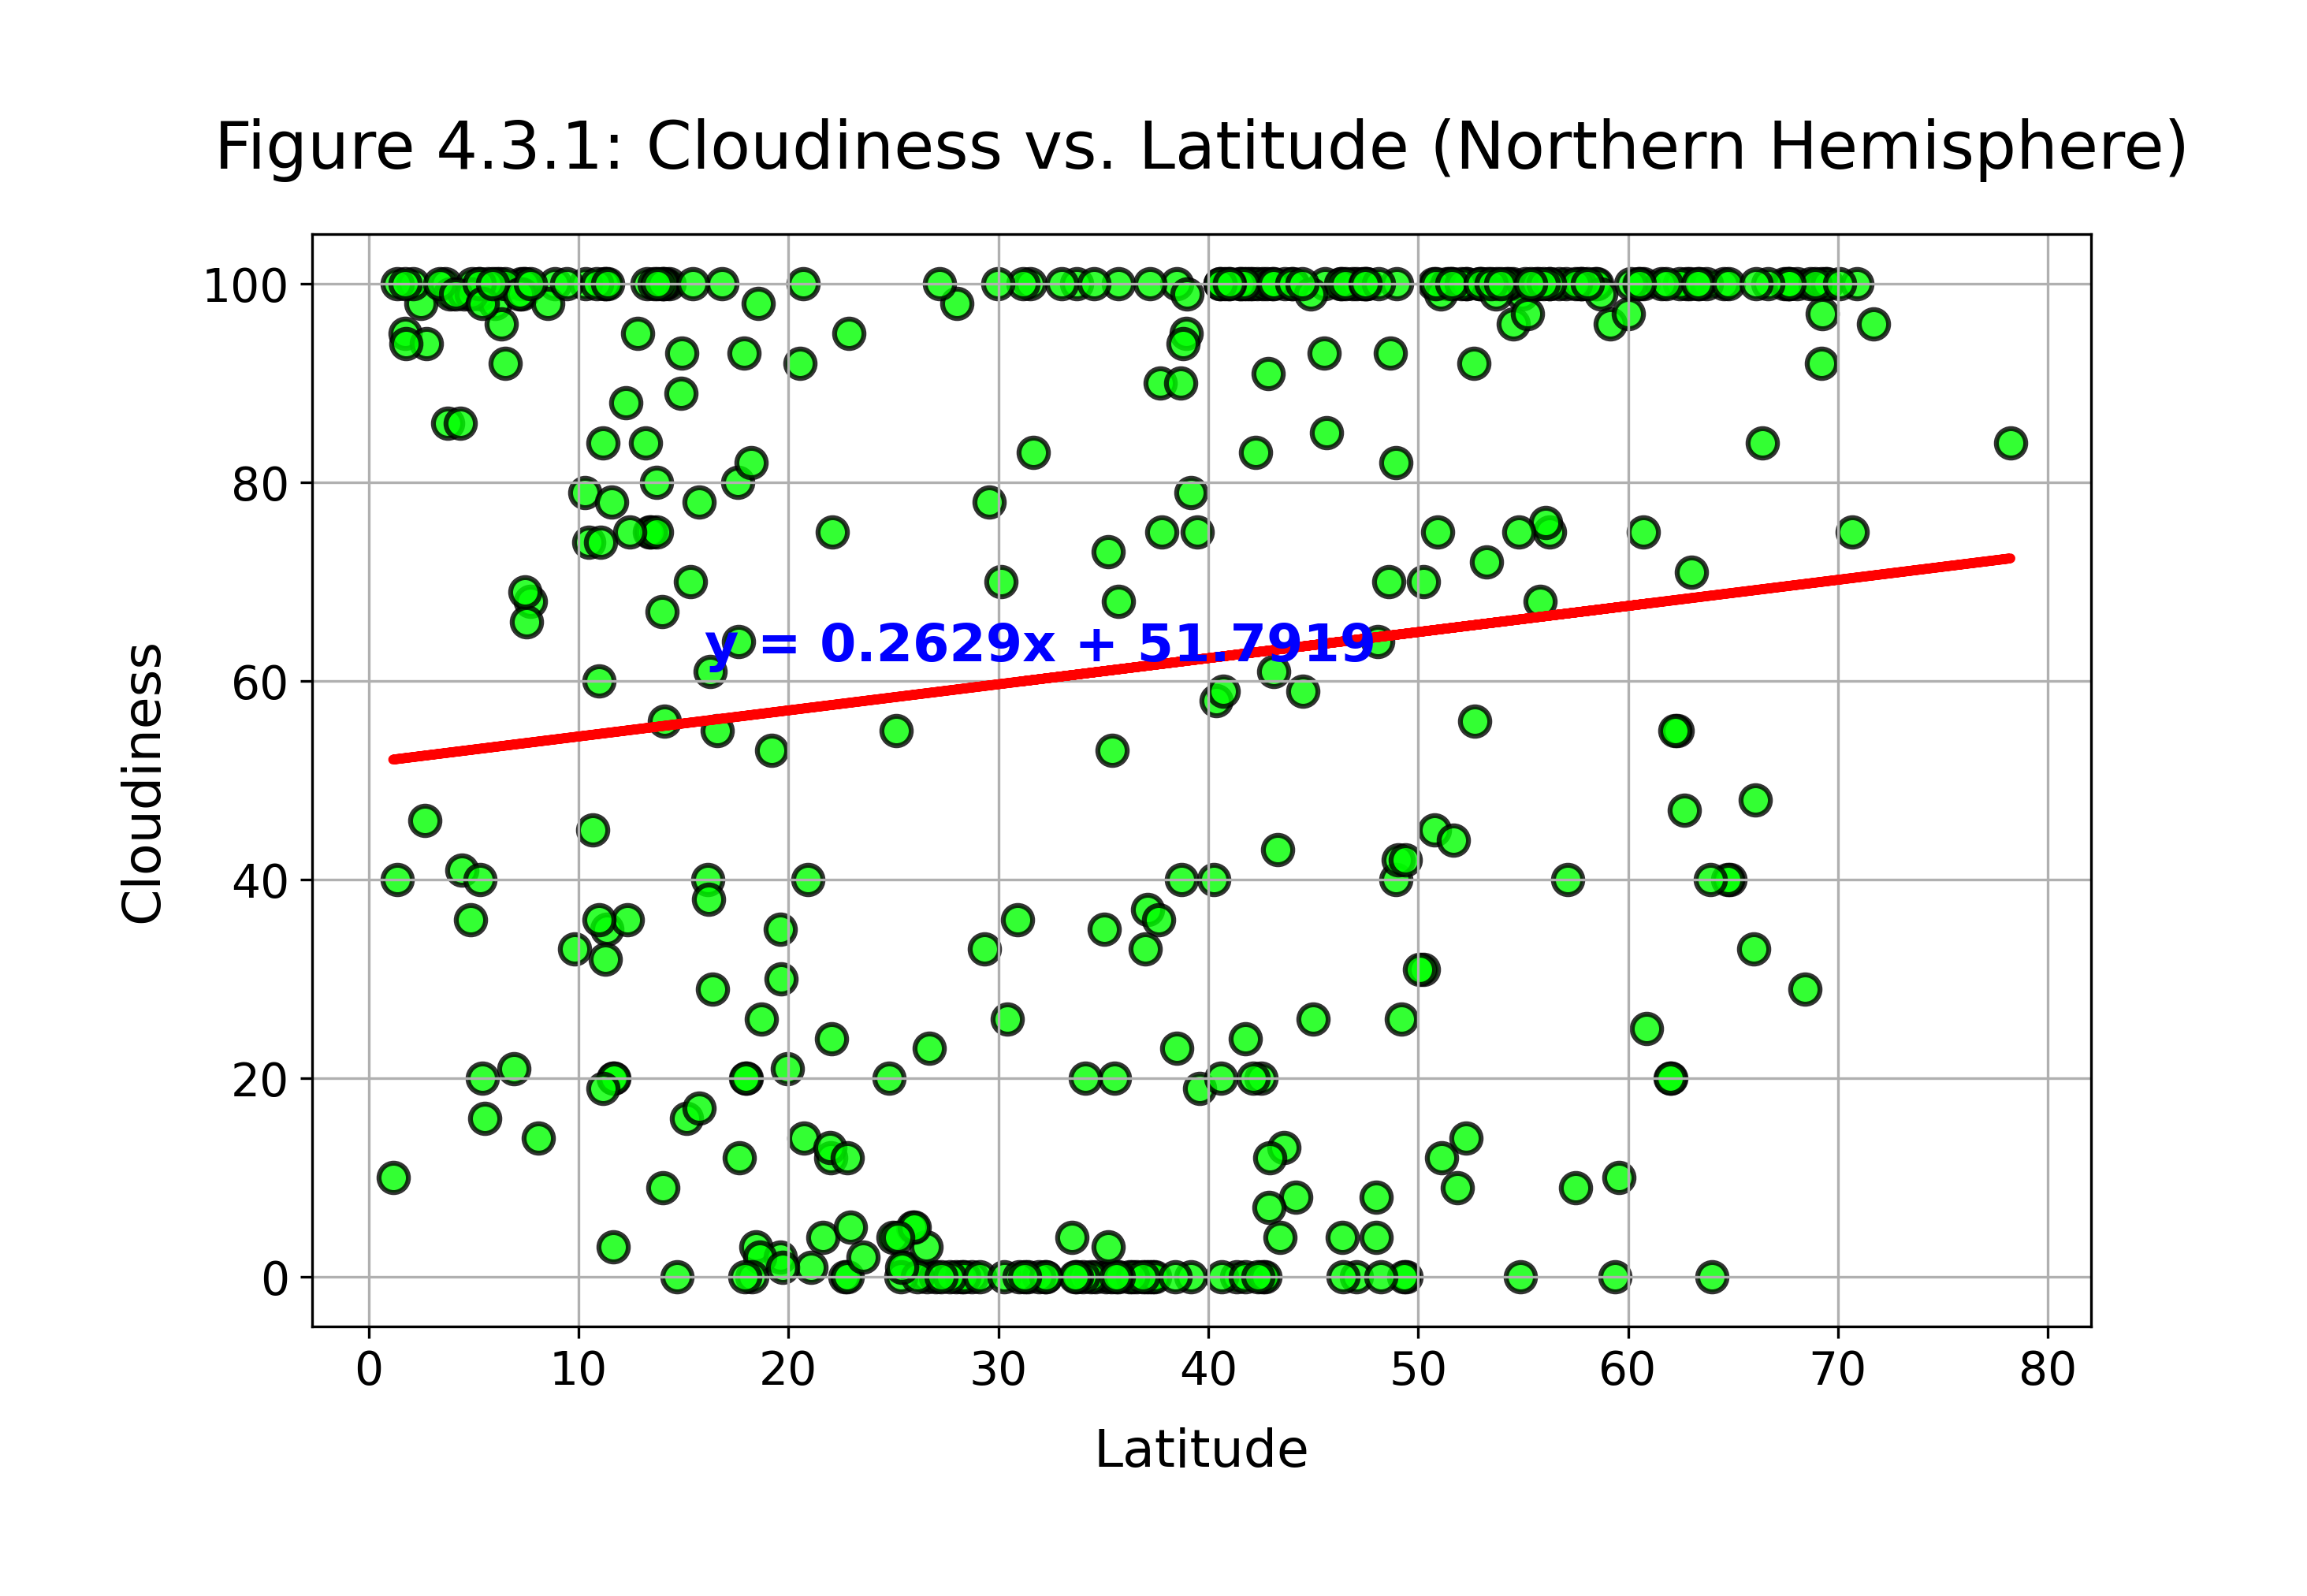 Figure 4.3.1: Cloudiness vs. Latitude (Northern Hemisphere)
100
80
60
40
20
0
Cloudiness
y = 0.2629x + 51.7919
0 10 20 30 40 50 60 70 80
Latitude